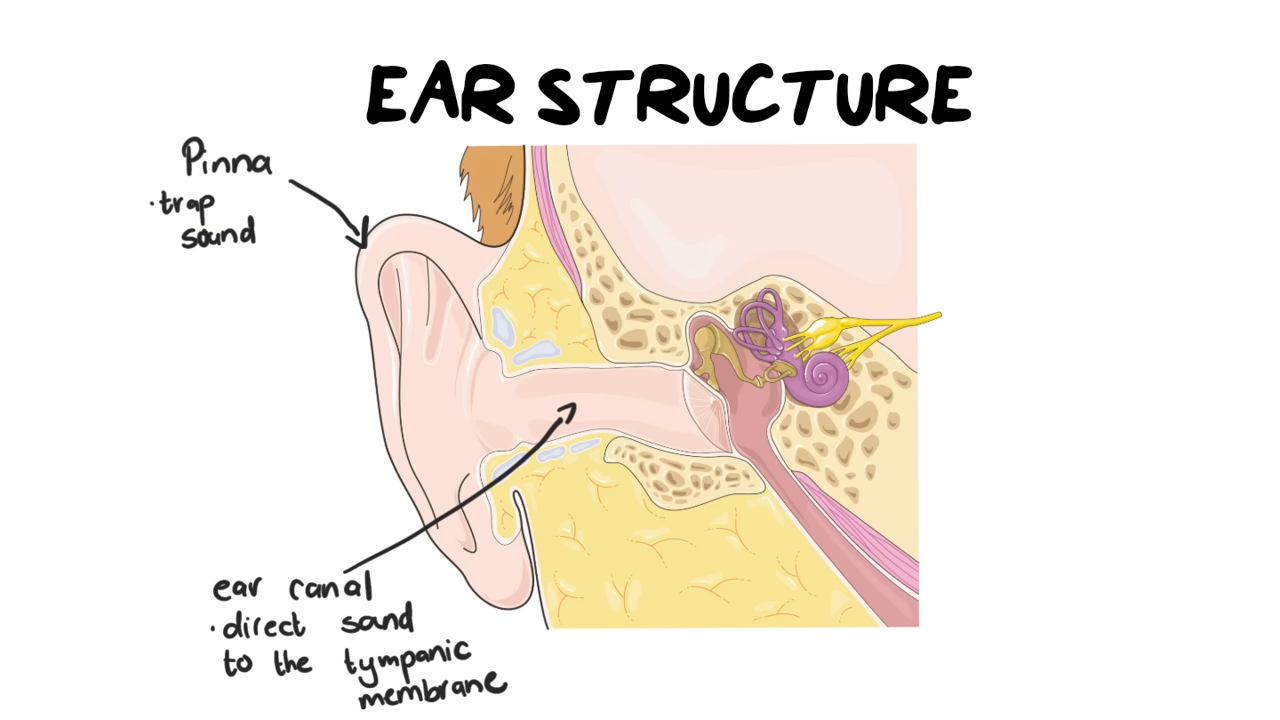 EAR STRUCTURE
Pinna
·trap
sound
ear canal
·direct sound
to the tympanic
membrane